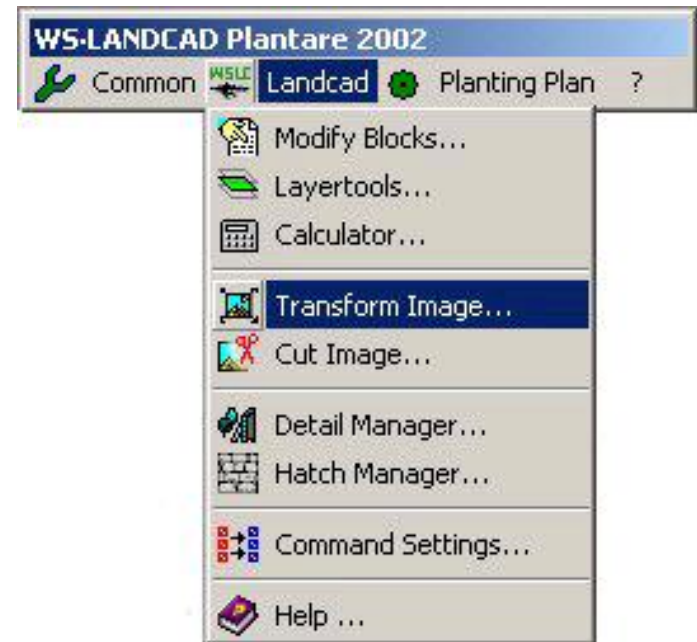 WS-LANDCAD Plantare 2002
Common WSLC Landcad Planting Plan ?
Modify Blocks...
Layertools...
Calculator...
Transform Image...
Cut Image...
Detail Manager...
Hatch Manager...
Command Settings...
Help ...